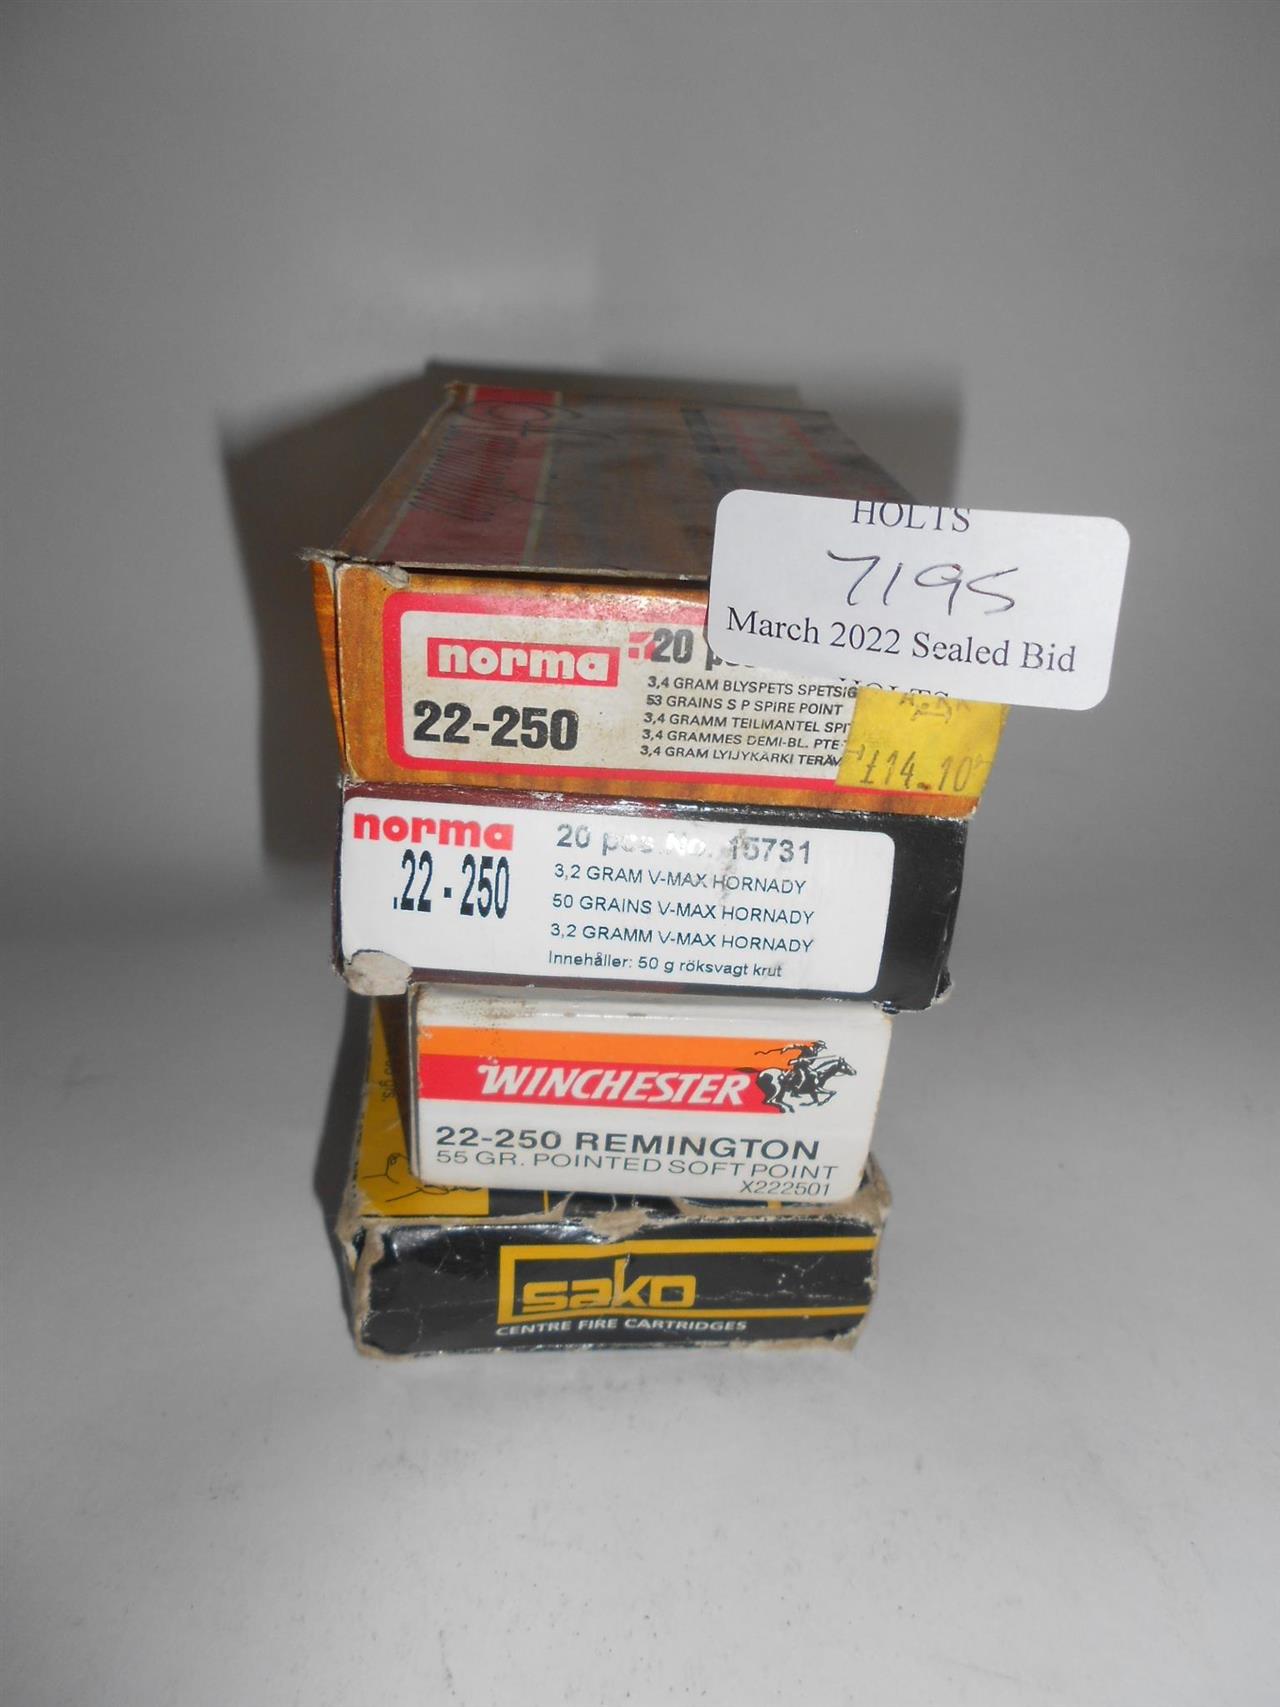 HOLTS
7195
March 2022 Sealed Bid
HOLTS
norma
22-250
20
3,4 GRAM BLYSPETS SPETSIG
53 GRAINS S P SPIRE POINT
3,4 GRAMM TEILMANTEL SPI
3,4 GRAMMES DEMI-BL. PTE
3,4 GRAM LYIJYKÄRKI TERÄV
£14.10
norma
.22-250
20 pcs No. 15731
3,2 GRAM V-MAX HORNADY
50 GRAINS V-MAX HORNADY
3,2 GRAMM V-MAX HORNADY
Innehåller: 50 g röksvagt krut
WINCHESTER
22-250 REMINGTON
55 GR. POINTED SOFT POINT
X222501
grs.
sako
CENTRE FIRE CARTRIDGES